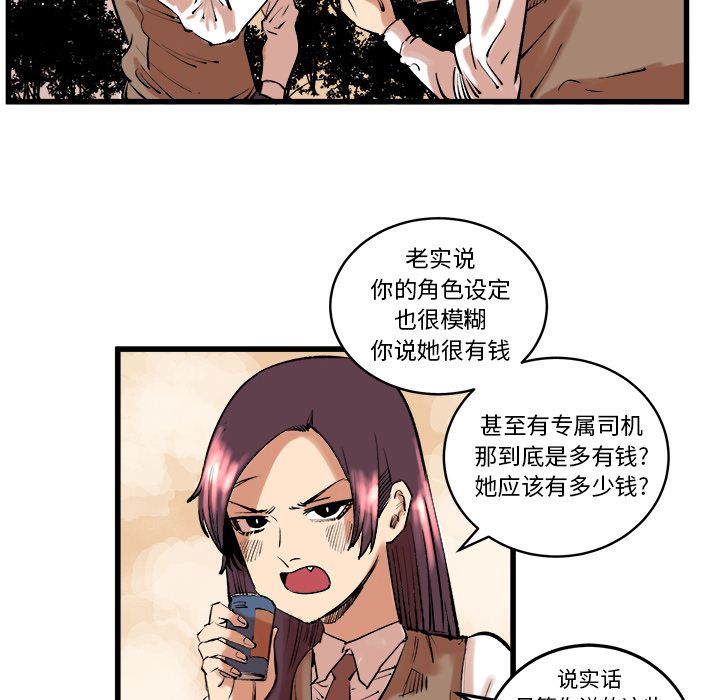 老实说
你的角色设定
也很模糊
你说她很有钱
甚至有专属司机
那到底是多有钱?
她应该有多少钱?
说实话